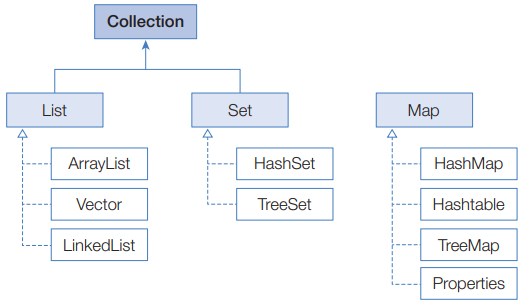 Collection
List
Set
Map
ArrayList
HashSet
HashMap
Vector
TreeSet
Hashtable
LinkedList
TreeMap
Properties